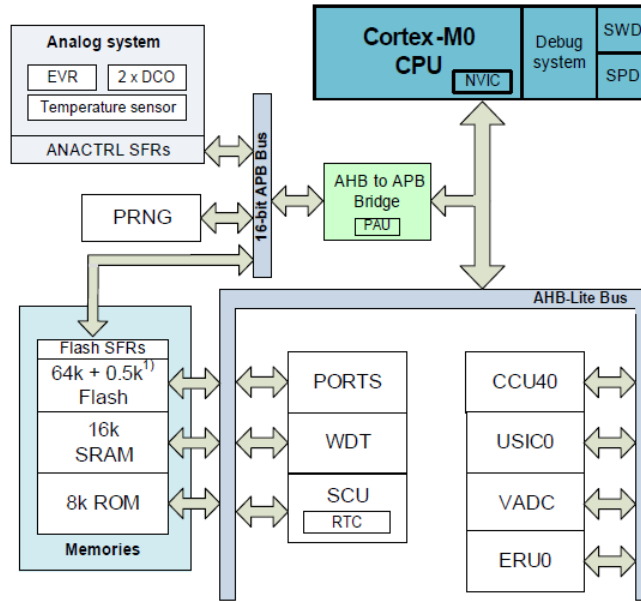 Analog system
EVR
2 x DCO
Temperature sensor
ANACTRL SFRs
Cortex-M0
CPU
NVIC
Debug
system
SWD
SPD
16-bit APB Bus
AHB to APB
Bridge
PAU
PRNG
AHB-Lite Bus
Flash SFRs
64k + 0.5k1)
Flash
16k
SRAM
8k ROM
Memories
PORTS
WDT
SCU
RTC
CCU40
USIC0
VADC
ERU0